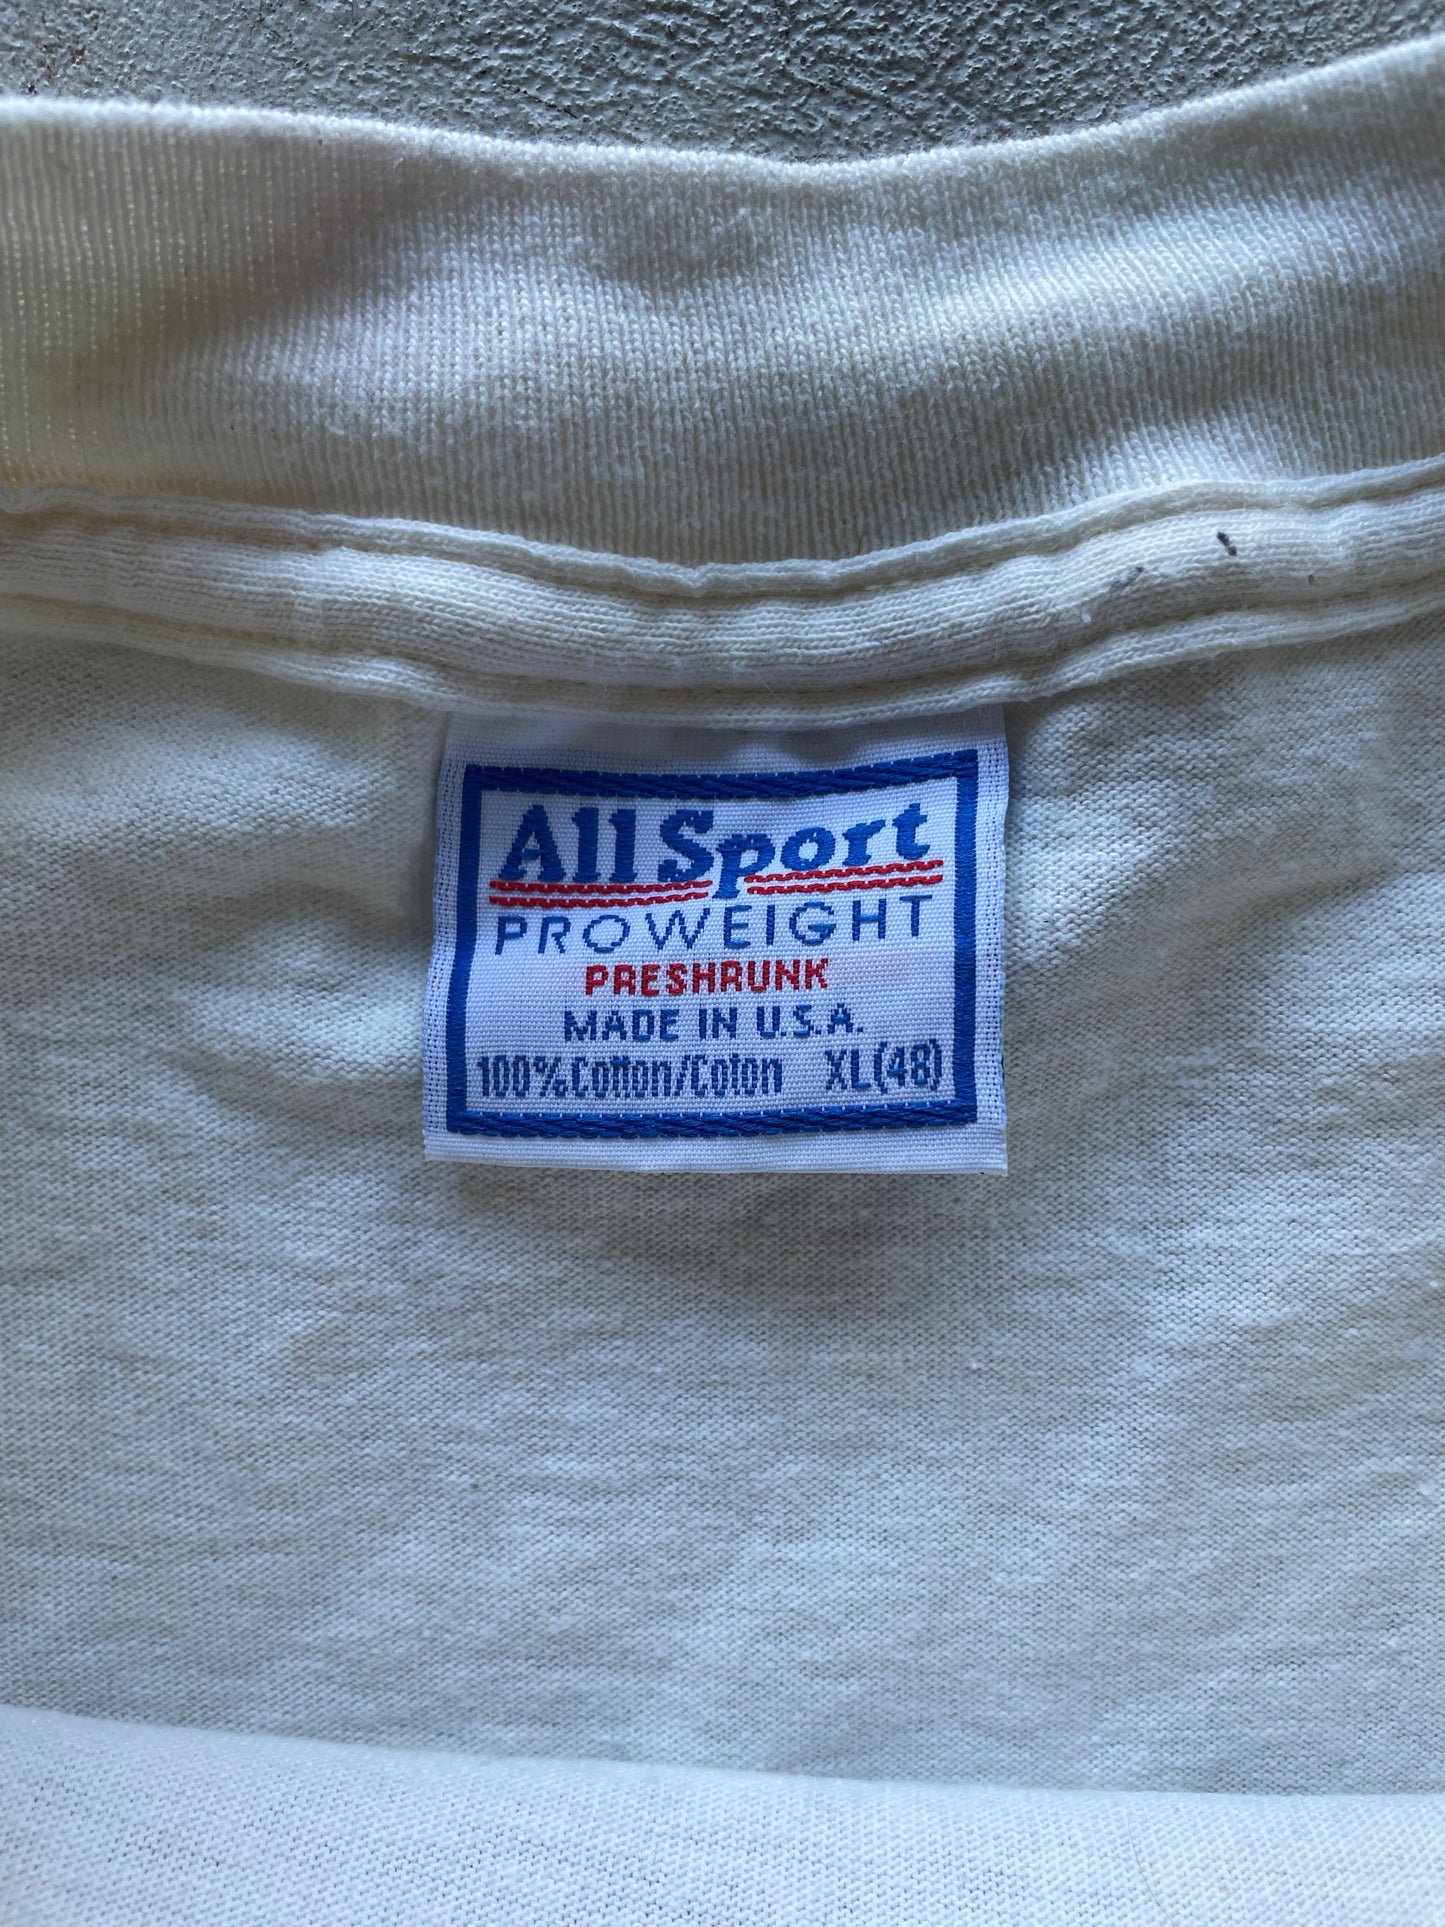 All Sport
PROWEIGHT
PRESHRUNK
MADE IN U.S.A.
100% Cotton/Coton XL(48)